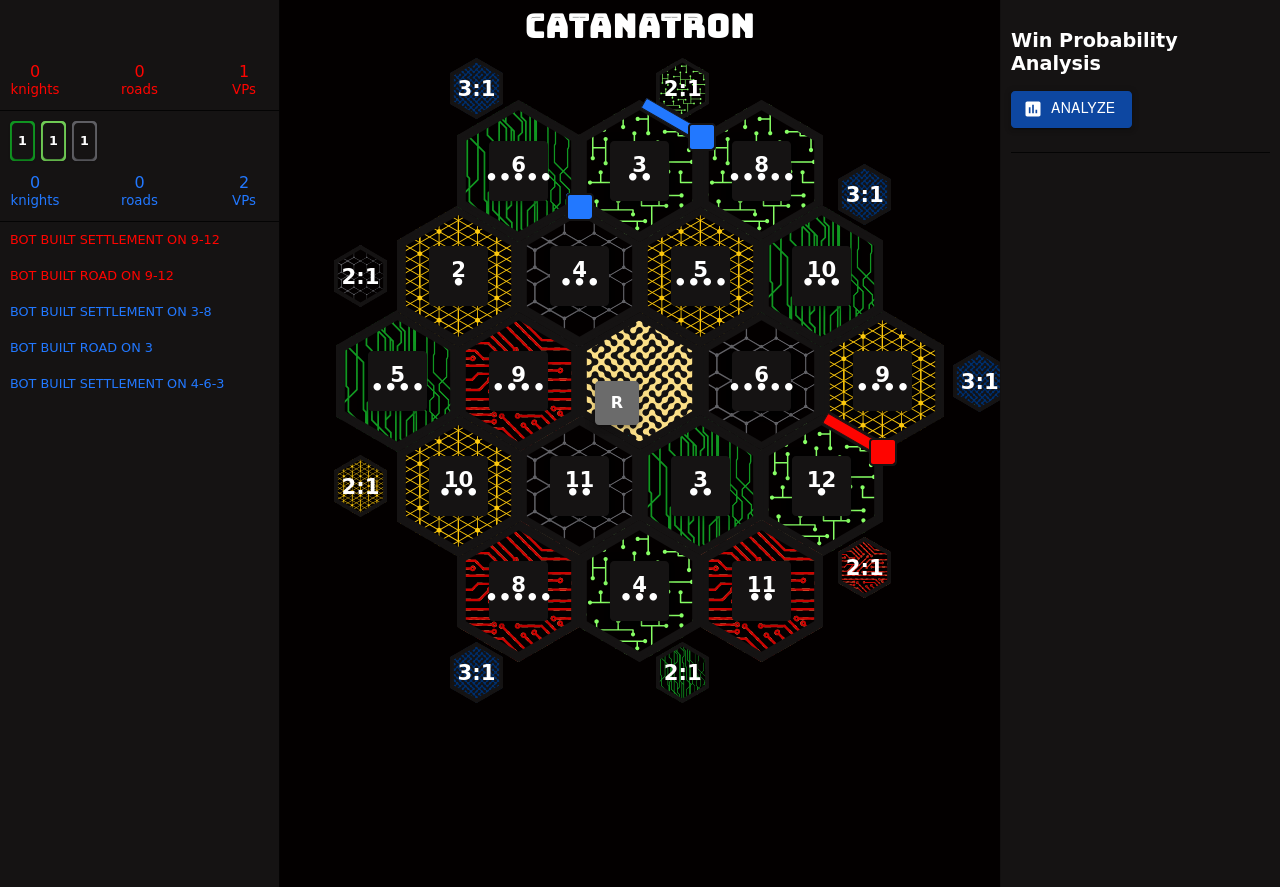 CATANATRON
0 0 1
knights roads VPs
1 1 1
0 0 2
knights roads VPs
BOT BUILT SETTLEMENT ON 9-12
BOT BUILT ROAD ON 9-12
BOT BUILT SETTLEMENT ON 3-8
BOT BUILT ROAD ON 3
BOT BUILT SETTLEMENT ON 4-6-3
3:1 2:1
6 3 8
3:1
2:1 2 4 5 10
5 9 6 9 3:1
R
2:1 10 11 3 12
2:1
8 4 11
3:1 2:1
Win Probability
Analysis
ANALYZE